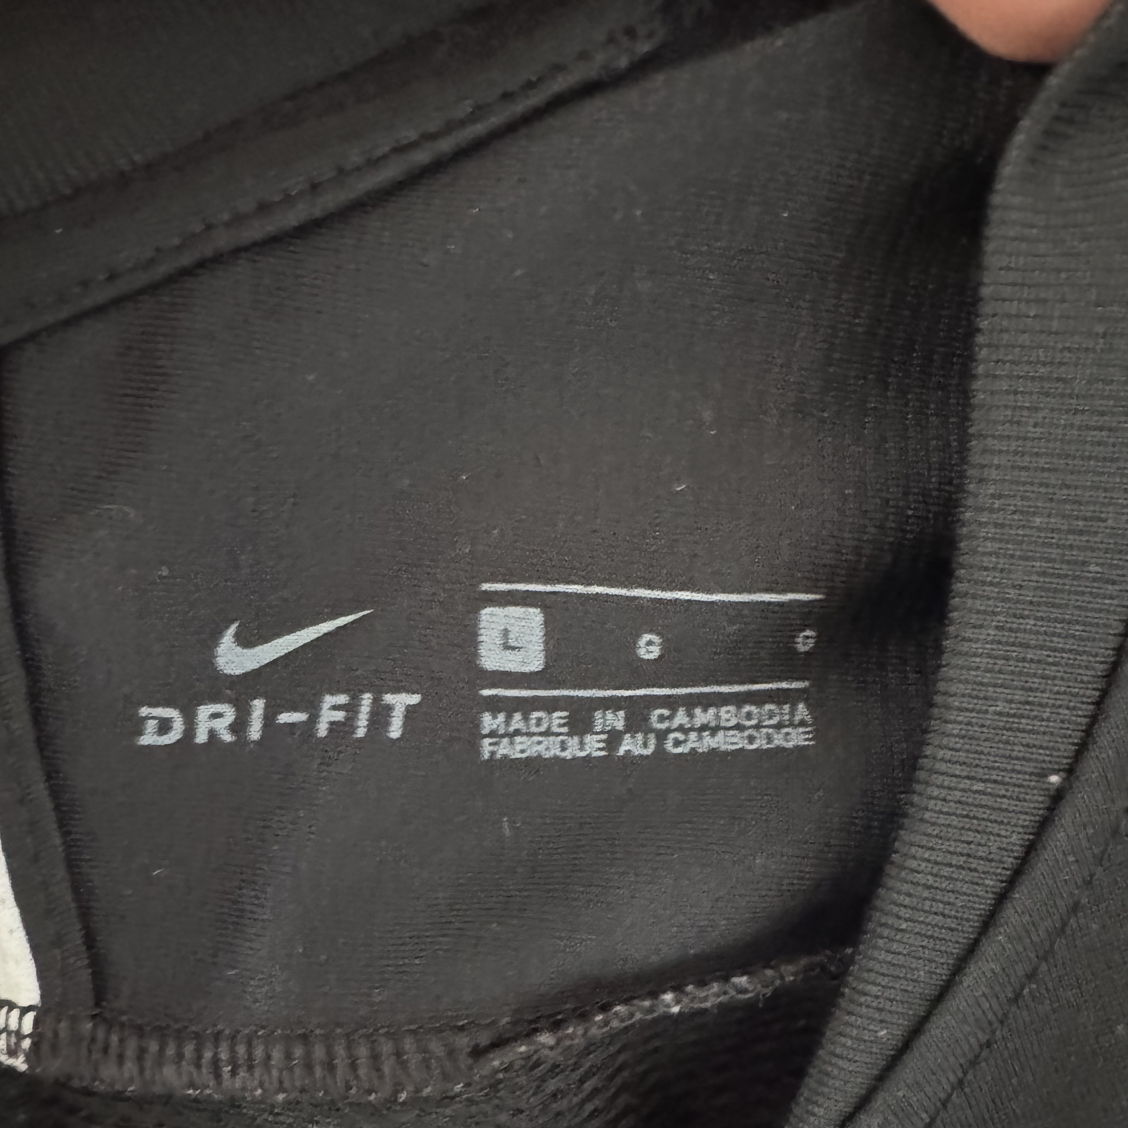 DRI-FIT
L G G
MADE IN CAMBODIA
FABRIQUE AU CAMBODGE